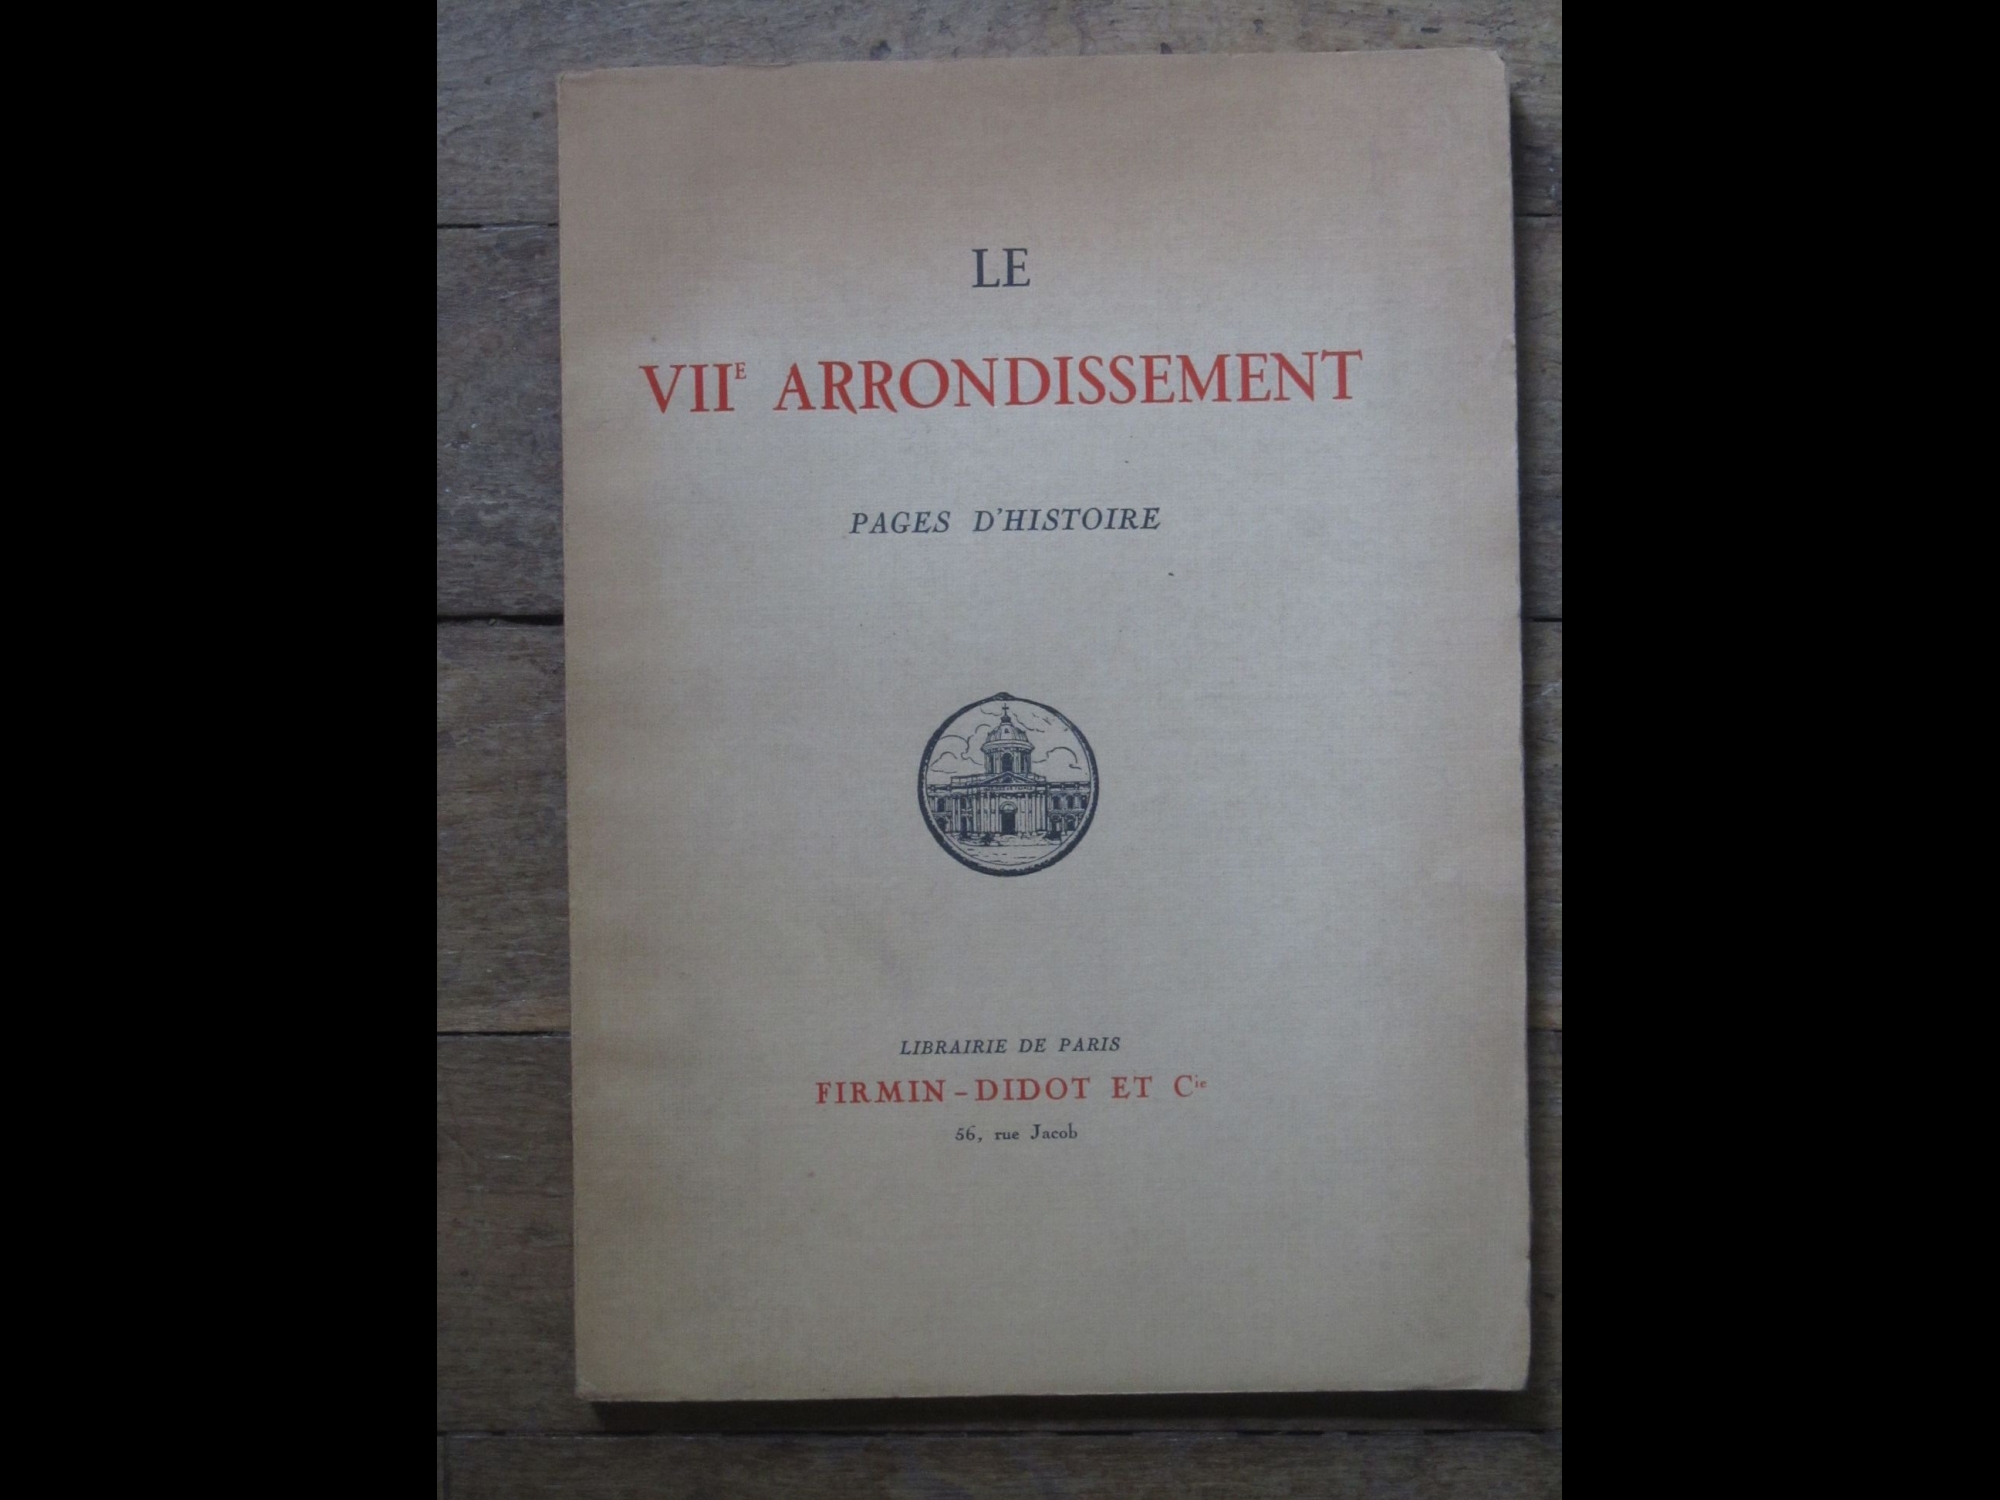 LE
VIIᴱ ARRONDISSEMENT
PAGES D'HISTOIRE
LIBRAIRIE DE PARIS
FIRMIN-DIDOT ET Cⁱᵉ
56, rue Jacob